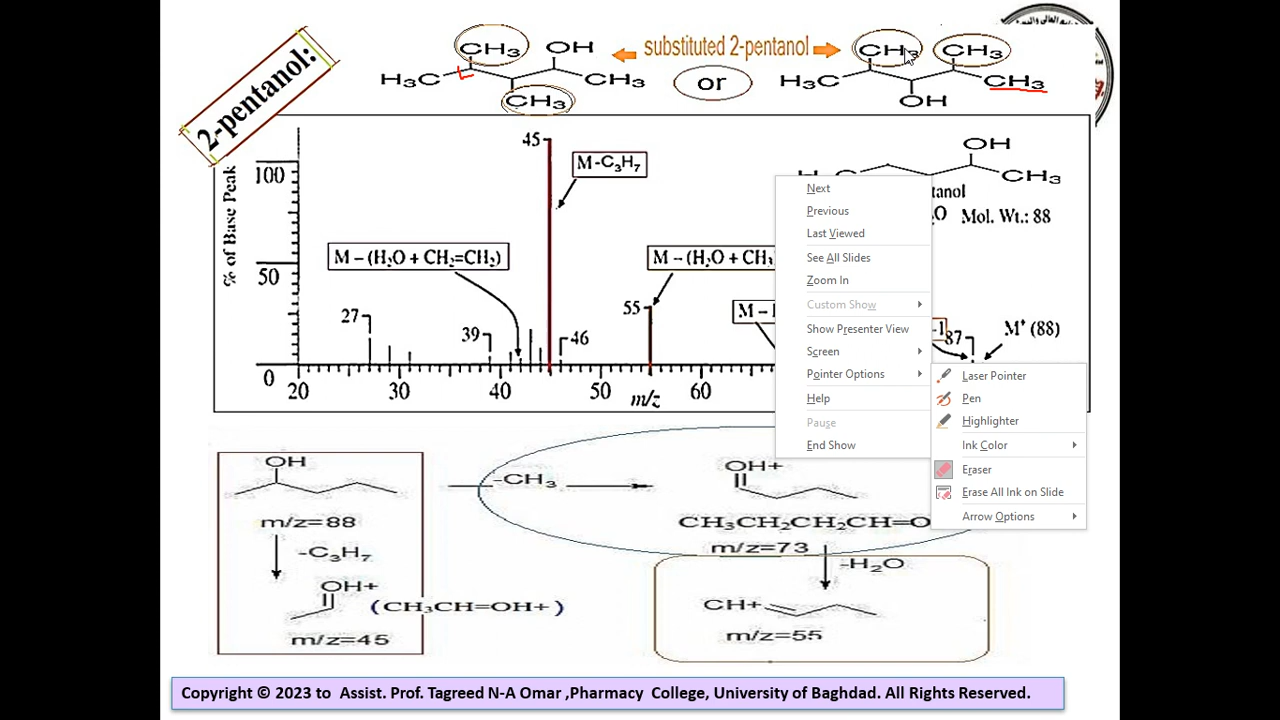 2-pentanol:
CH3 OH
H3C CH3
CH3
substituted 2-pentanol
or
CH3 CH3
H3C CH3
OH
% of Base Peak
100
50
0
45
M-C3H7
M – (H2O + CH2=CH2)
M – (H2O + CH3
55
M –
27
39
46
-1
87
M+ (88)
20 30 40 50 60
m/z
OH
CH3
tanol
Mol. Wt.: 88
Next
Previous
Last Viewed
See All Slides
Zoom In
Custom Show
Show Presenter View
Screen
Pointer Options
Help
Pause
End Show
Laser Pointer
Pen
Highlighter
Ink Color
Eraser
Erase All Ink on Slide
Arrow Options
OH
m/z=88
-C3H7
OH+
(CH3CH=OH+)
m/z=45
-CH3
OH+
CH3CH2CH2CH=O
m/z=73
-H2O
CH+
m/z=55
Copyright © 2023 to Assist. Prof. Tagreed N-A Omar ,Pharmacy College, University of Baghdad. All Rights Reserved.